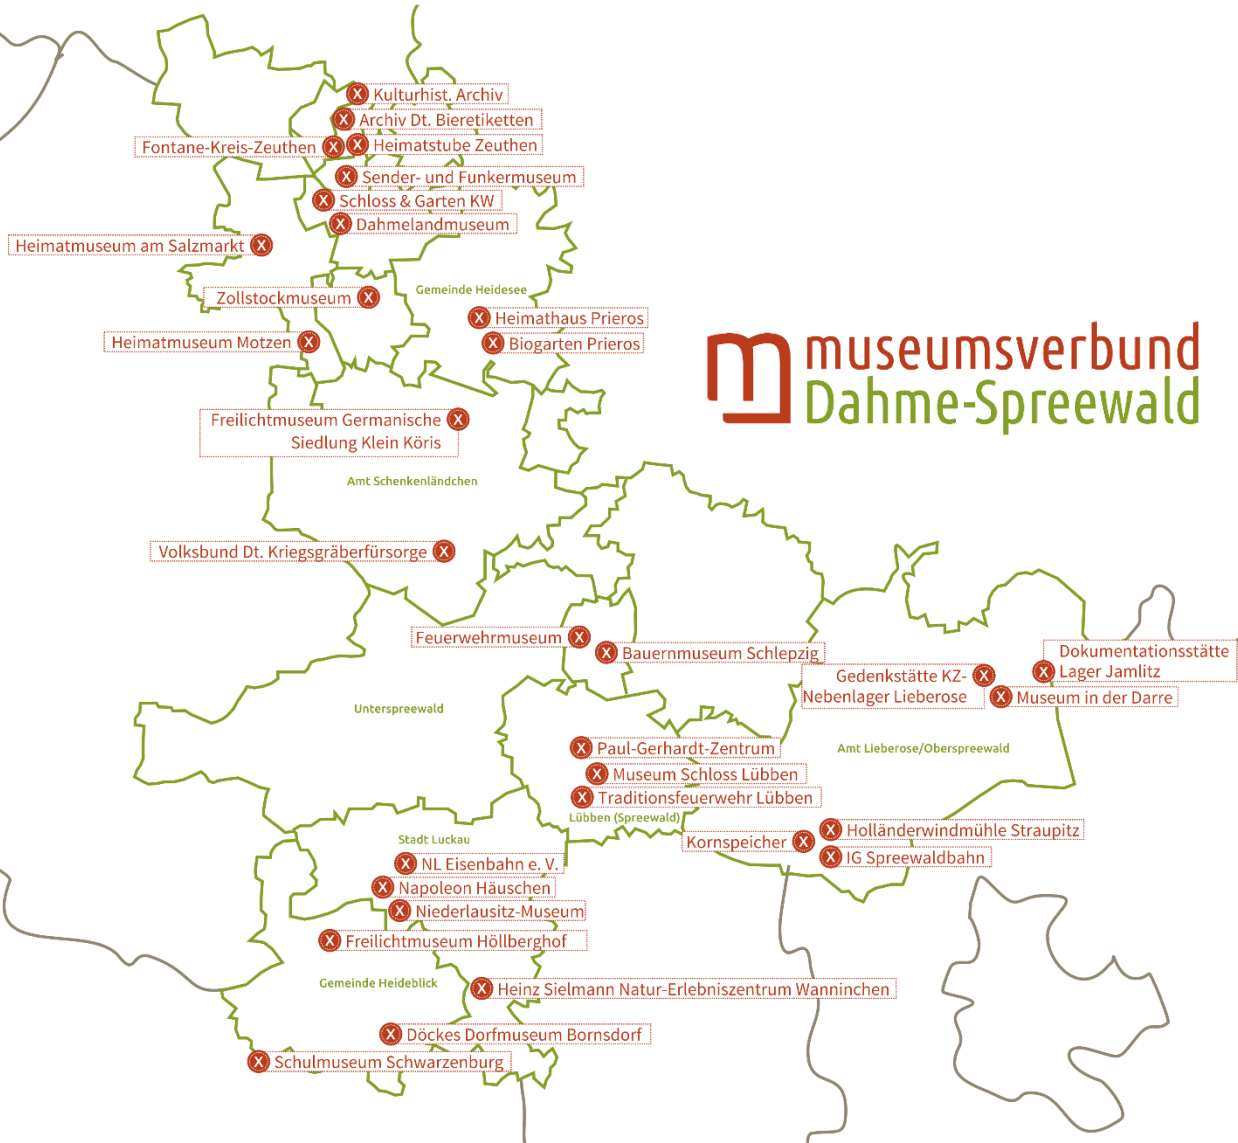 Kulturhist. Archiv
Archiv Dt. Bieretiketten
Fontane-Kreis-Zeuthen
Heimatstube Zeuthen
Sender- und Funkermuseum
Schloss & Garten KW
Dahmelandmuseum
Heimatmuseum am Salzmarkt
Gemeinde Heidesee
Zollstockmuseum
Heimathaus Prieros
Heimatmuseum Motzen
Biogarten Prieros
museumsverbund
Dahme-Spreewald
Freilichtmuseum Germanische
Siedlung Klein Köris
Amt Schenkenländchen
Volksbund Dt. Kriegsgräberfürsorge
Feuerwehrmuseum
Bauernmuseum Schlepzig
Dokumentationsstätte
Lager Jamlitz
Gedenkstätte KZ-
Nebenlager Lieberose
Museum in der Darre
Unterspreewald
Paul-Gerhardt-Zentrum
Amt Lieberose/Oberspreewald
Museum Schloss Lübben
Traditionsfeuerwehr Lübben
Lübben (Spreewald)
Holländerwindmühle Straupitz
Stadt Luckau
Kornspeicher
IG Spreewaldbahn
NL Eisenbahn e. V.
Napoleon Häuschen
Niederlausitz-Museum
Freilichtmuseum Höllberghof
Gemeinde Heideblick
Heinz Sielmann Natur-Erlebniszentrum Wanninchen
Döckes Dorfmuseum Bornsdorf
Schulmuseum Schwarzenburg